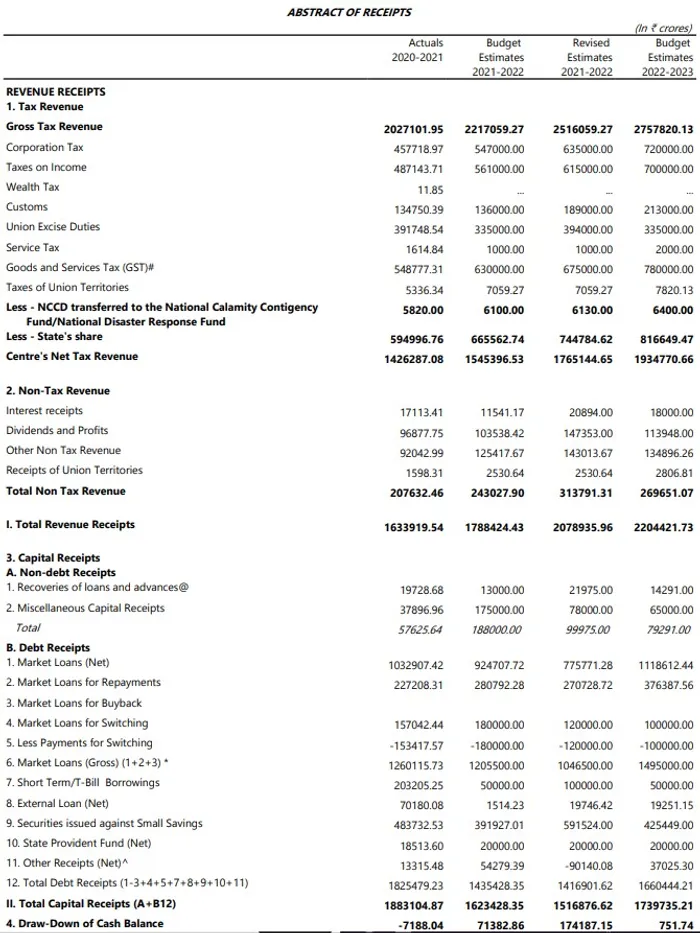 ABSTRACT OF RECEIPTS
(In ₹ crores)
Actuals 2020-2021 Budget Estimates 2021-2022 Revised Estimates 2021-2022 Budget Estimates 2022-2023
REVENUE RECEIPTS
1. Tax Revenue
Gross Tax Revenue 2027101.95 2217059.27 2516059.27 2757820.13
Corporation Tax 457718.97 547000.00 635000.00 720000.00
Taxes on Income 487143.71 561000.00 615000.00 700000.00
Wealth Tax 11.85 ... ... ...
Customs 134750.39 136000.00 189000.00 213000.00
Union Excise Duties 391748.54 335000.00 394000.00 335000.00
Service Tax 1614.84 1000.00 1000.00 2000.00
Goods and Services Tax (GST)# 548777.31 630000.00 675000.00 780000.00
Taxes of Union Territories 5336.34 7059.27 7059.27 7820.13
Less - NCCD transferred to the National Calamity Contigency 5820.00 6100.00 6130.00 6400.00
Fund/National Disaster Response Fund
Less - State's share 594996.76 665562.74 744784.62 816649.47
Centre's Net Tax Revenue 1426287.08 1545396.53 1765144.65 1934770.66
2. Non-Tax Revenue
Interest receipts 17113.41 11541.17 20894.00 18000.00
Dividends and Profits 96877.75 103538.42 147353.00 113948.00
Other Non Tax Revenue 92042.99 125417.67 143013.67 134896.26
Receipts of Union Territories 1598.31 2530.64 2530.64 2806.81
Total Non Tax Revenue 207632.46 243027.90 313791.31 269651.07
I. Total Revenue Receipts 1633919.54 1788424.43 2078935.96 2204421.73
3. Capital Receipts
A. Non-debt Receipts
1. Recoveries of loans and advances@ 19728.68 13000.00 21975.00 14291.00
2. Miscellaneous Capital Receipts 37896.96 175000.00 78000.00 65000.00
Total 57625.64 188000.00 99975.00 79291.00
B. Debt Receipts
1. Market Loans (Net) 1032907.42 924707.72 775771.28 1118612.44
2. Market Loans for Repayments 227208.31 280792.28 270728.72 376387.56
3. Market Loans for Buyback
4. Market Loans for Switching 157042.44 180000.00 120000.00 100000.00
5. Less Payments for Switching -153417.57 -180000.00 -120000.00 -100000.00
6. Market Loans (Gross) (1+2+3) * 1260115.73 1205500.00 1046500.00 1495000.00
7. Short Term/T-Bill Borrowings 203205.25 50000.00 100000.00 50000.00
8. External Loan (Net) 70180.08 1514.23 19746.42 19251.15
9. Securities issued against Small Savings 483732.53 391927.01 591524.00 425449.00
10. State Provident Fund (Net) 18513.60 20000.00 20000.00 20000.00
11. Other Receipts (Net)^ 13315.48 54279.39 -90140.08 37025.30
12. Total Debt Receipts (1-3+4+5+7+8+9+10+11) 1825479.23 1435428.35 1416901.62 1660444.21
II. Total Capital Receipts (A+B12) 1883104.87 1623428.35 1516876.62 1739735.21
4. Draw-Down of Cash Balance -7188.04 71382.86 174187.15 751.74